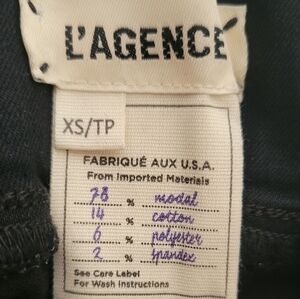 L'AGENCE
XS/TP
FABRIQUÉ AUX U.S.A.
From Imported Materials
78 % modal
14 % cotton
6 % polyester
2 % spandex
See Care Label
For Wash Instructions